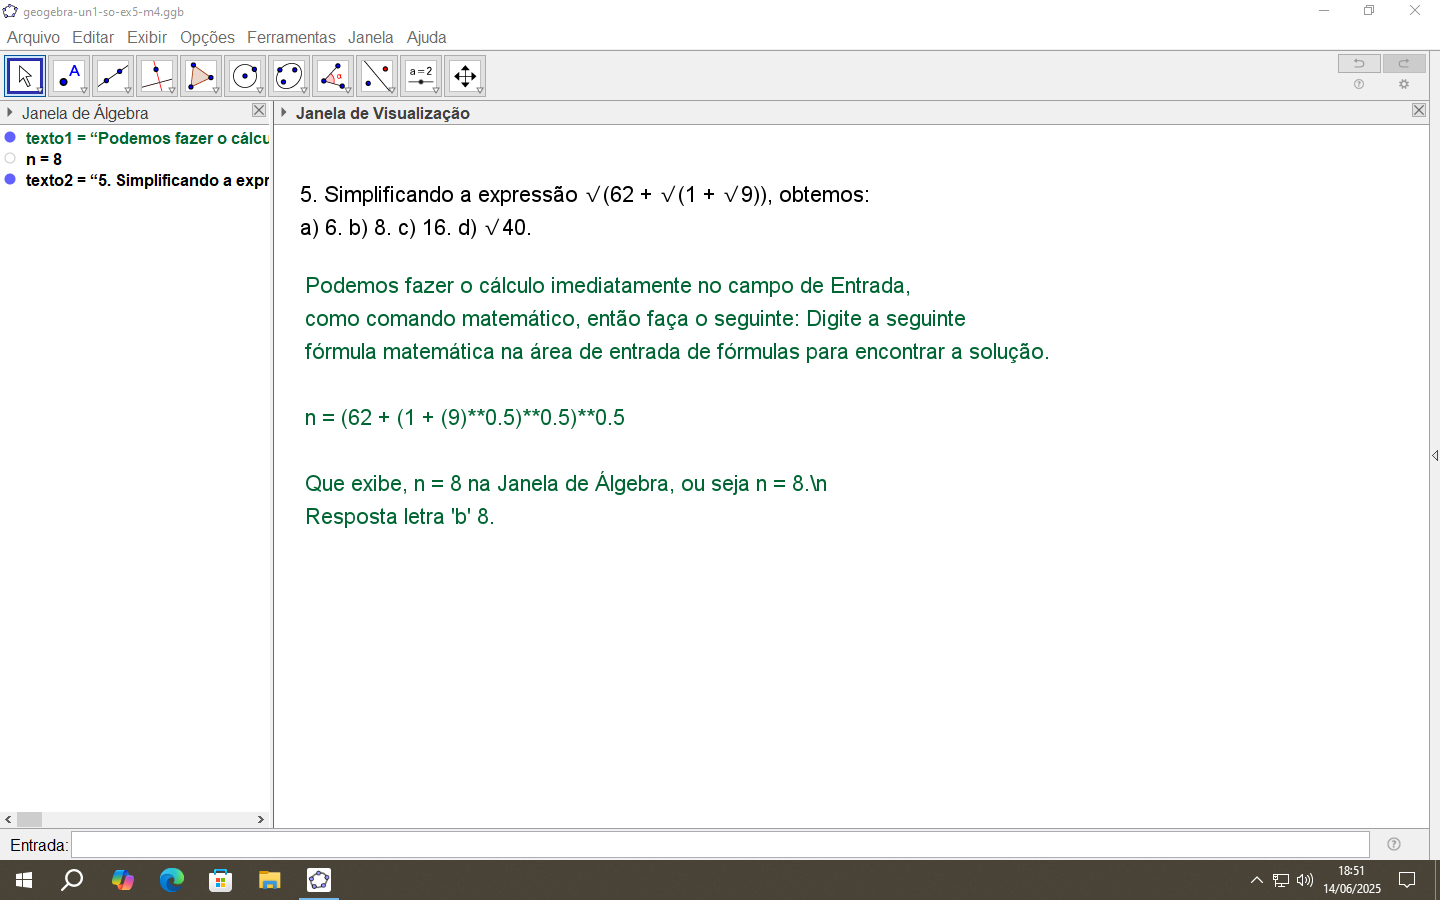 geogebra-un1-so-ex5-m4.ggb
Arquivo Editar Exibir Opções Ferramentas Janela Ajuda
A
α
a=2
Janela de Álgebra
Janela de Visualização
texto1 = “Podemos fazer o cálcu
n = 8
texto2 = “5. Simplificando a expr
5. Simplificando a expressão √(62 + √(1 + √9)), obtemos:
a) 6. b) 8. c) 16. d) √40.
Podemos fazer o cálculo imediatamente no campo de Entrada,
como comando matemático, então faça o seguinte: Digite a seguinte
fórmula matemática na área de entrada de fórmulas para encontrar a solução.
n = (62 + (1 + (9)**0.5)**0.5)**0.5
Que exibe, n = 8 na Janela de Álgebra, ou seja n = 8.\n
Resposta letra 'b' 8.
Entrada:
18:51
14/06/2025